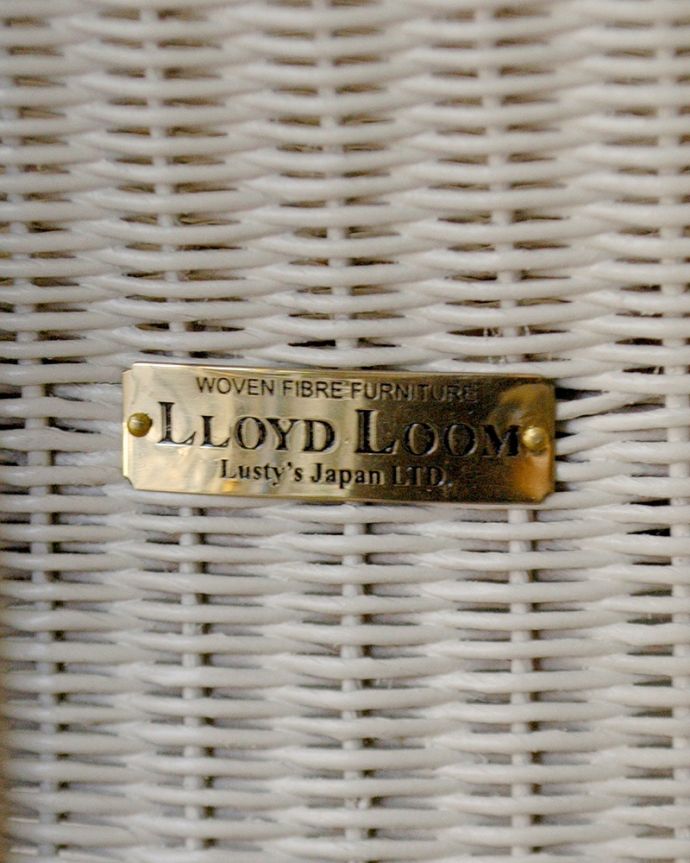 WOVEN FIBRE FURNITURE
LLOYD LOOM
Lusty's Japan LTD.